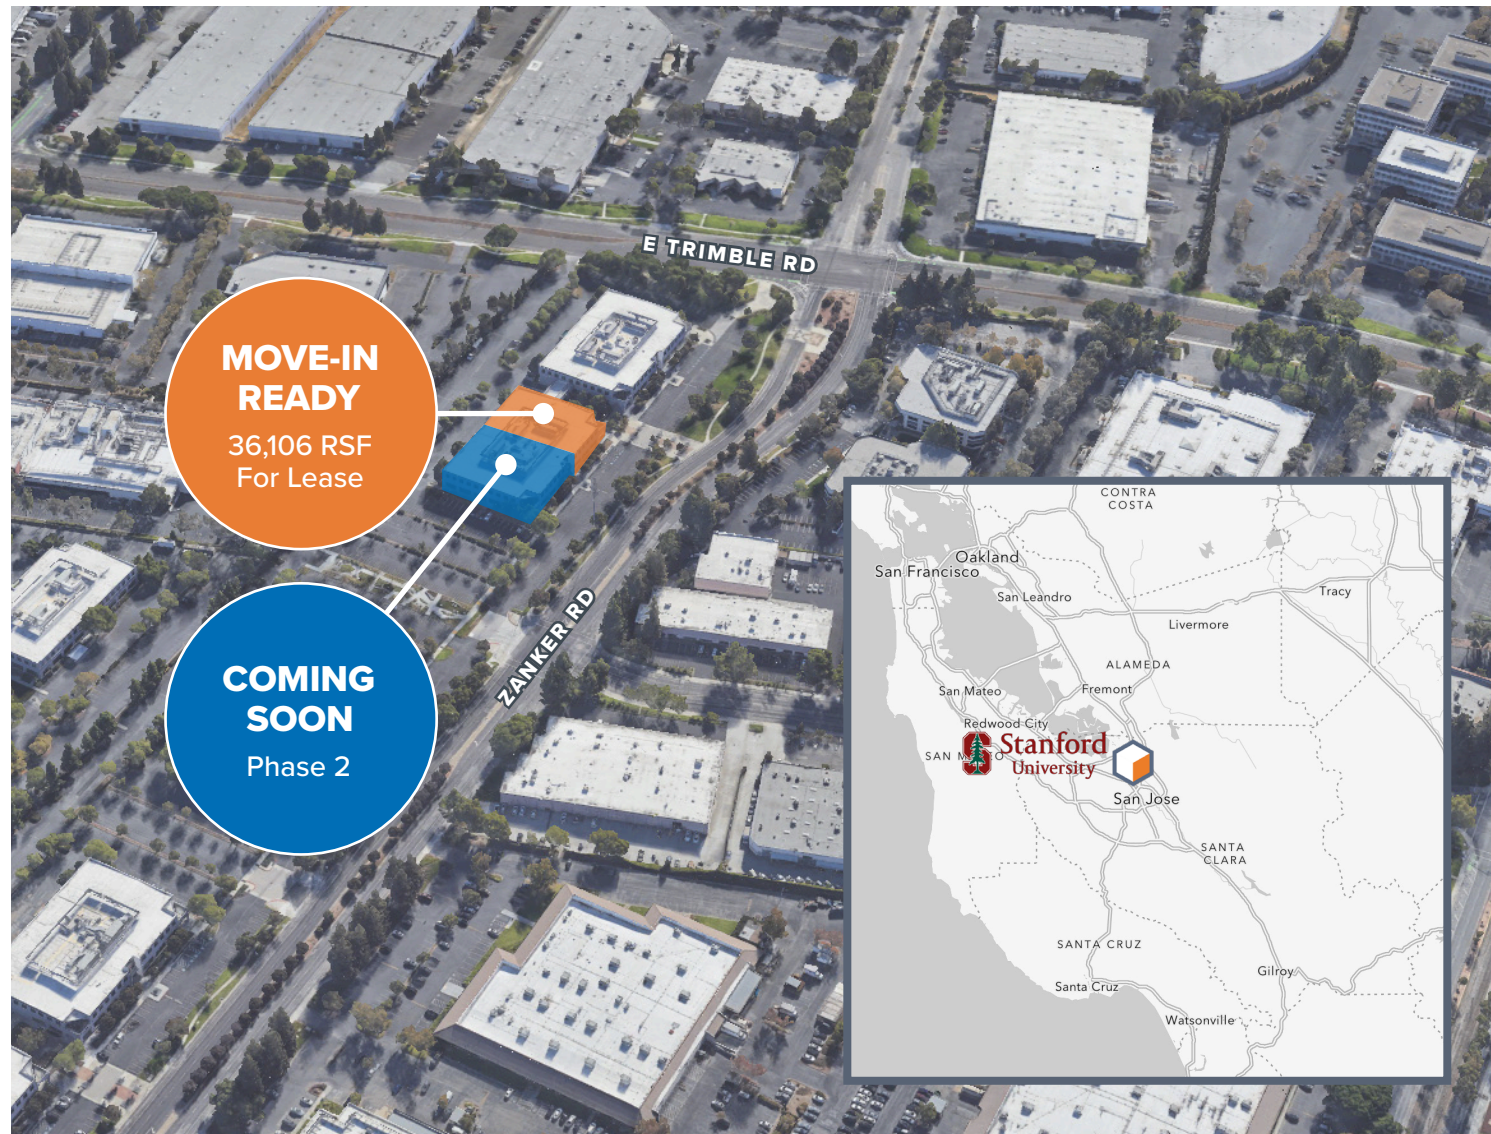 E TRIMBLE RD
MOVE-IN
READY
36,106 RSF
For Lease
COMING
SOON
Phase 2
ZANKER RD
CONTRA
COSTA
Oakland
San Francisco
San Leandro
Tracy
Livermore
ALAMEDA
San Mateo
Fremont
Redwood City
SAN
Stanford
University
San Jose
SANTA
CLARA
SANTA CRUZ
Gilroy
Santa Cruz
Watsonville